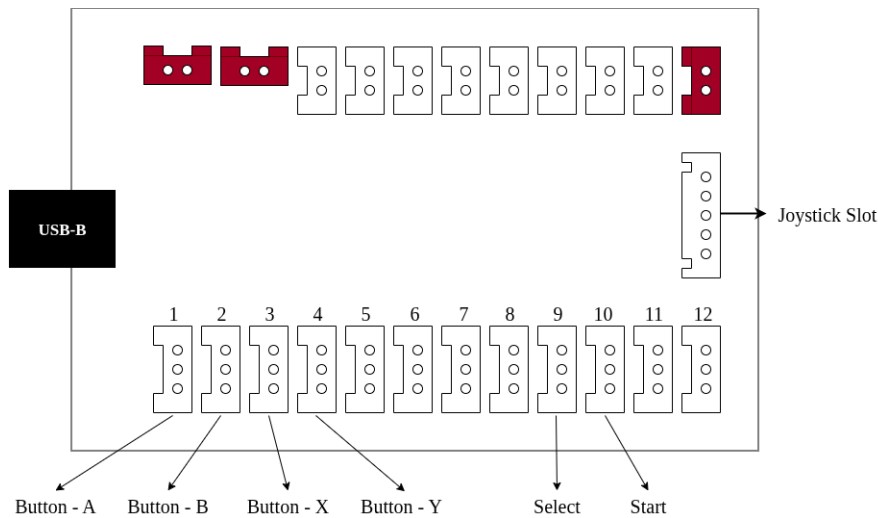 USB-B
Joystick Slot
1 2 3 4 5 6 7 8 9 10 11 12
Button - A Button - B Button - X Button - Y Select Start